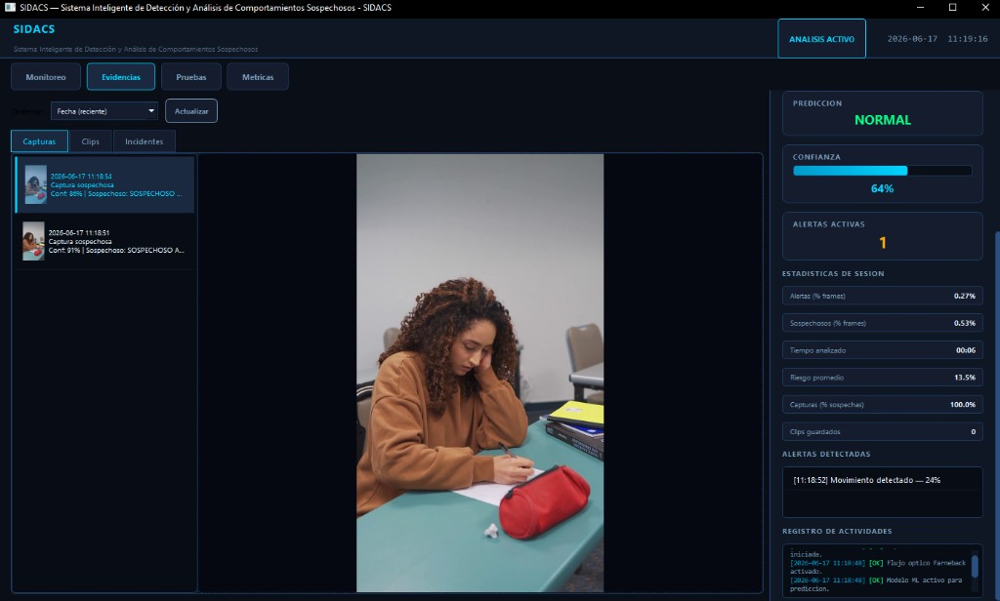 SIDACS — Sistema Inteligente de Detección y Análisis de Comportamientos Sospechosos - SIDACS
SIDACS
Sistema Inteligente de Detección y Análisis de Comportamientos Sospechosos
ANALISIS ACTIVO
2026-06-17 11:19:16
Monitoreo
Evidencias
Pruebas
Metricas
Fecha (reciente)
Actualizar
Capturas
Clips
Incidentes
2026-06-17 11:18:54
Captura sospechosa
Conf: 86% | Sospechoso: SOSPECHOSO ...
2026-06-17 11:18:51
Captura sospechosa
Conf: 91% | Sospechoso: SOSPECHOSO A...
PREDICCION
NORMAL
CONFIANZA
64%
ALERTAS ACTIVAS
1
ESTADISTICAS DE SESION
Alertas (% frames) 0.27%
Sospechosos (% frames) 0.53%
Tiempo analizado 00:06
Riesgo promedio 13.5%
Capturas (% sospechas) 100.0%
Clips guardados 0
ALERTAS DETECTADAS
[11:18:52] Movimiento detectado — 24%
REGISTRO DE ACTIVIDADES
iniciada.
[2026-06-17 11:18:48] [OK] Flujo optico Farneback
activado.
[2026-06-17 11:18:48] [OK] Modelo ML activo para
prediccion.